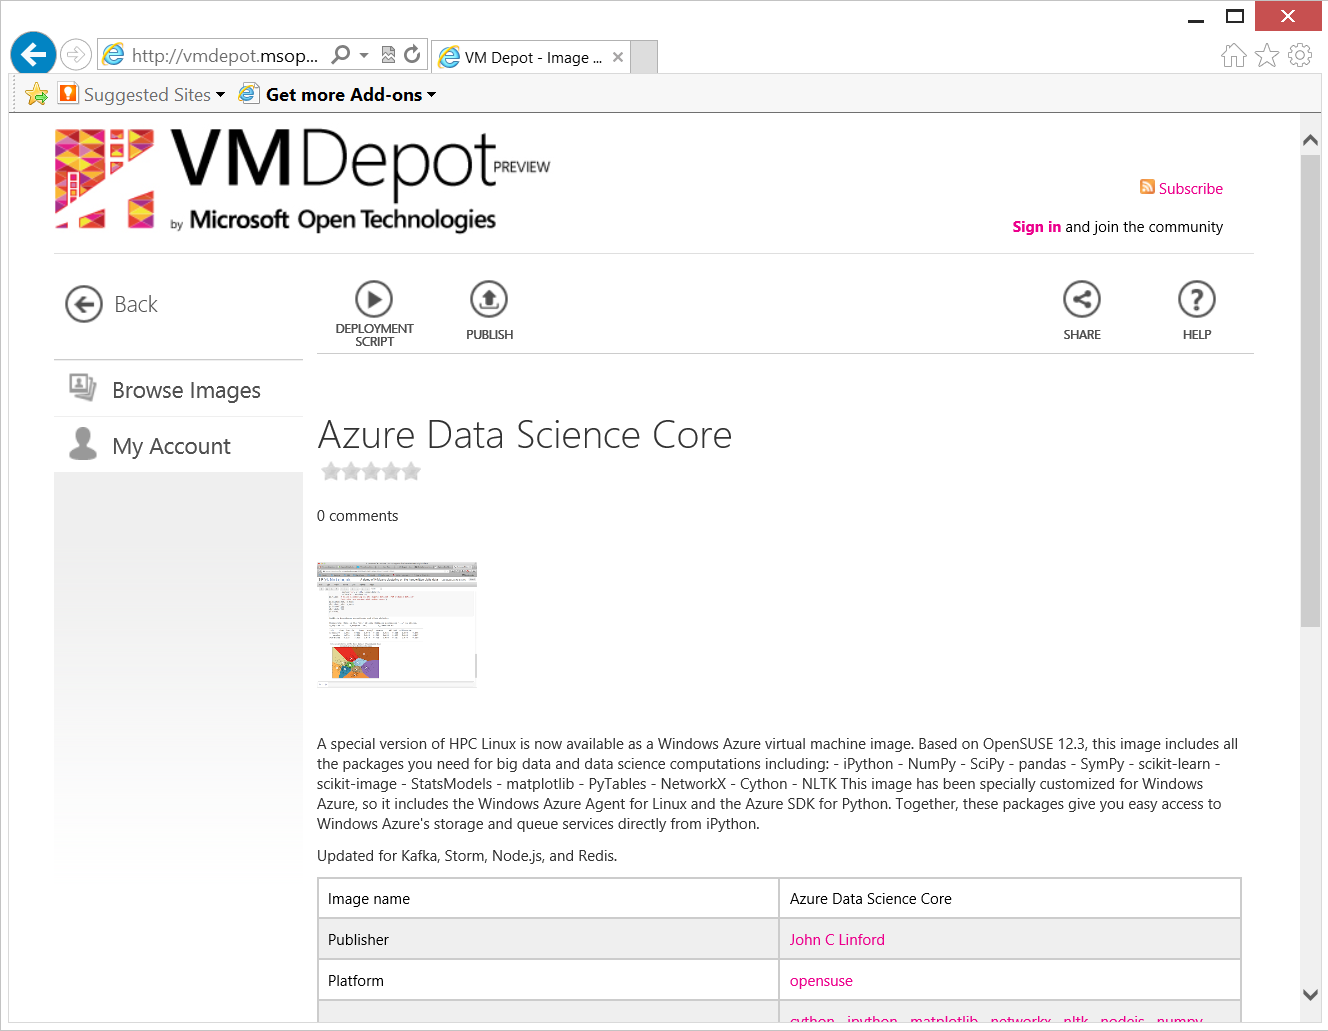 http://vmdepot.msop...
VM Depot - Image ...
Suggested Sites
Get more Add-ons
VMDepot PREVIEW
by Microsoft Open Technologies
Subscribe
Sign in and join the community
Back
DEPLOYMENT
SCRIPT
PUBLISH
SHARE
HELP
Browse Images
My Account
Azure Data Science Core
0 comments
A special version of HPC Linux is now available as a Windows Azure virtual machine image. Based on OpenSUSE 12.3, this image includes all
the packages you need for big data and data science computations including: - iPython - NumPy - SciPy - pandas - SymPy - scikit-learn -
scikit-image - StatsModels - matplotlib - PyTables - NetworkX - Cython - NLTK This image has been specially customized for Windows
Azure, so it includes the Windows Azure Agent for Linux and the Azure SDK for Python. Together, these packages give you easy access to
Windows Azure's storage and queue services directly from iPython.
Updated for Kafka, Storm, Node.js, and Redis.
Image name Azure Data Science Core
Publisher John C Linford
Platform opensuse
cython ipython matplotlib networkx nltk nodejs numpy